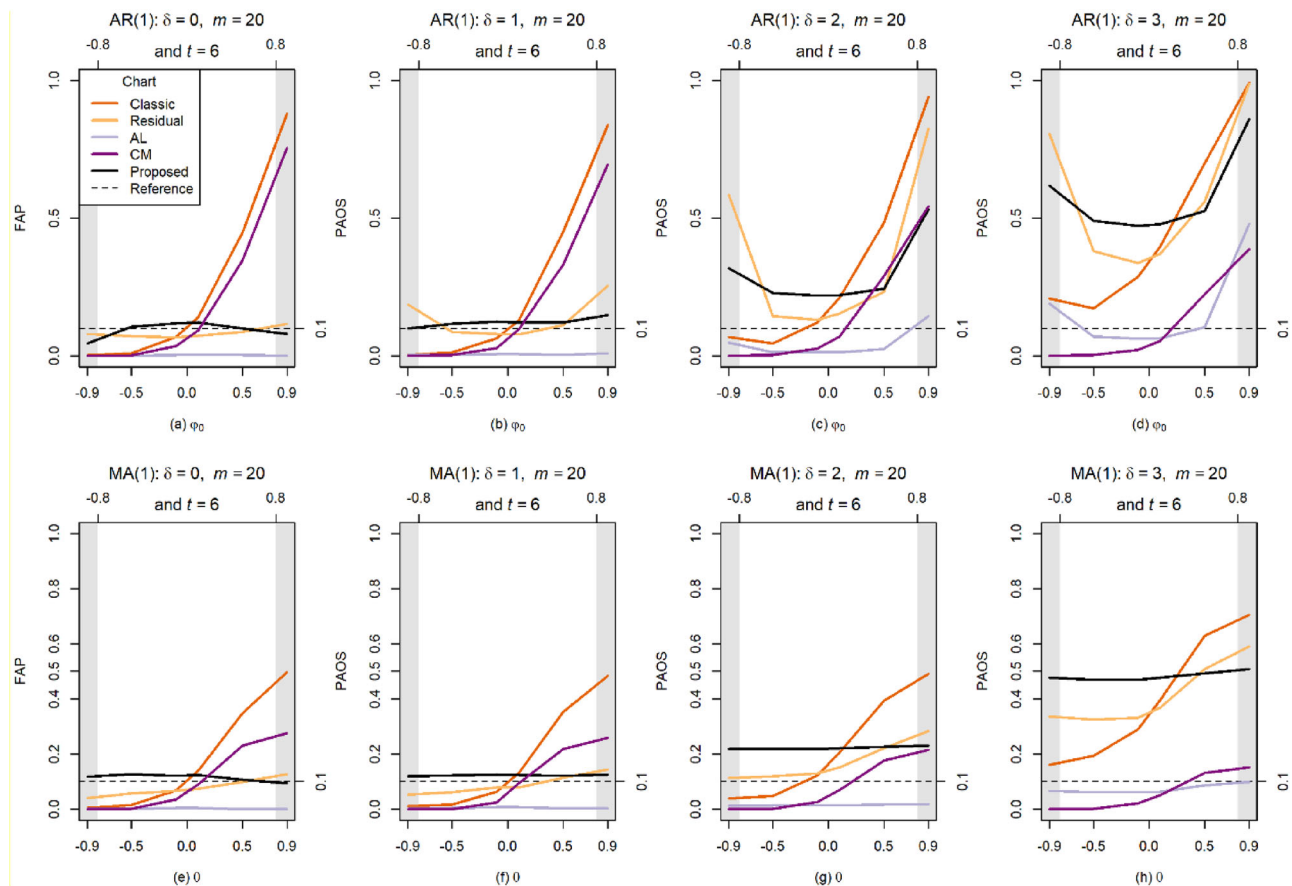 AR(1): δ = 0, m = 20
-0.8 0.8
and t = 6
Chart
Classic
Residual
AL
CM
Proposed
Reference
FAP
1.0
0.5
0.0
0.1
-0.9 -0.5 0.0 0.5 0.9
(a) φ₀
AR(1): δ = 1, m = 20
-0.8 0.8
and t = 6
PAOS
1.0
0.5
0.0
0.1
-0.9 -0.5 0.0 0.5 0.9
(b) φ₀
AR(1): δ = 2, m = 20
-0.8 0.8
and t = 6
PAOS
1.0
0.5
0.0
0.1
-0.9 -0.5 0.0 0.5 0.9
(c) φ₀
AR(1): δ = 3, m = 20
-0.8 0.8
and t = 6
PAOS
1.0
0.5
0.0
0.1
-0.9 -0.5 0.0 0.5 0.9
(d) φ₀
MA(1): δ = 0, m = 20
-0.8 0.8
and t = 6
FAP
1.0
0.8
0.6
0.5
0.4
0.2
0.0
0.1
-0.9 -0.5 0.0 0.5 0.9
(e) θ
MA(1): δ = 1, m = 20
-0.8 0.8
and t = 6
PAOS
1.0
0.8
0.6
0.5
0.4
0.2
0.0
0.1
-0.9 -0.5 0.0 0.5 0.9
(f) θ
MA(1): δ = 2, m = 20
-0.8 0.8
and t = 6
PAOS
1.0
0.8
0.6
0.5
0.4
0.2
0.0
0.1
-0.9 -0.5 0.0 0.5 0.9
(g) θ
MA(1): δ = 3, m = 20
-0.8 0.8
and t = 6
PAOS
1.0
0.8
0.6
0.5
0.4
0.2
0.0
0.1
-0.9 -0.5 0.0 0.5 0.9
(h) θ